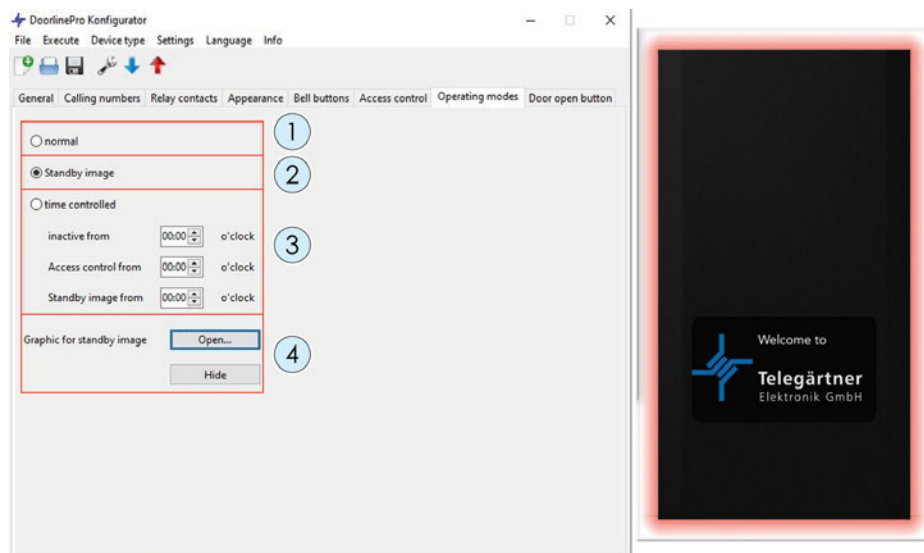 DoorlinePro Konfigurator
File Execute Device type Settings Language Info
General Calling numbers Relay contacts Appearance Bell buttons Access control Operating modes Door open button
normal
1
Standby image
2
time controlled
inactive from 00:00 o'clock
3
Access control from 00:00 o'clock
Standby image from 00:00 o'clock
Graphic for standby image Open...
4
Hide
Welcome to
Telegärtner
Elektronik GmbH